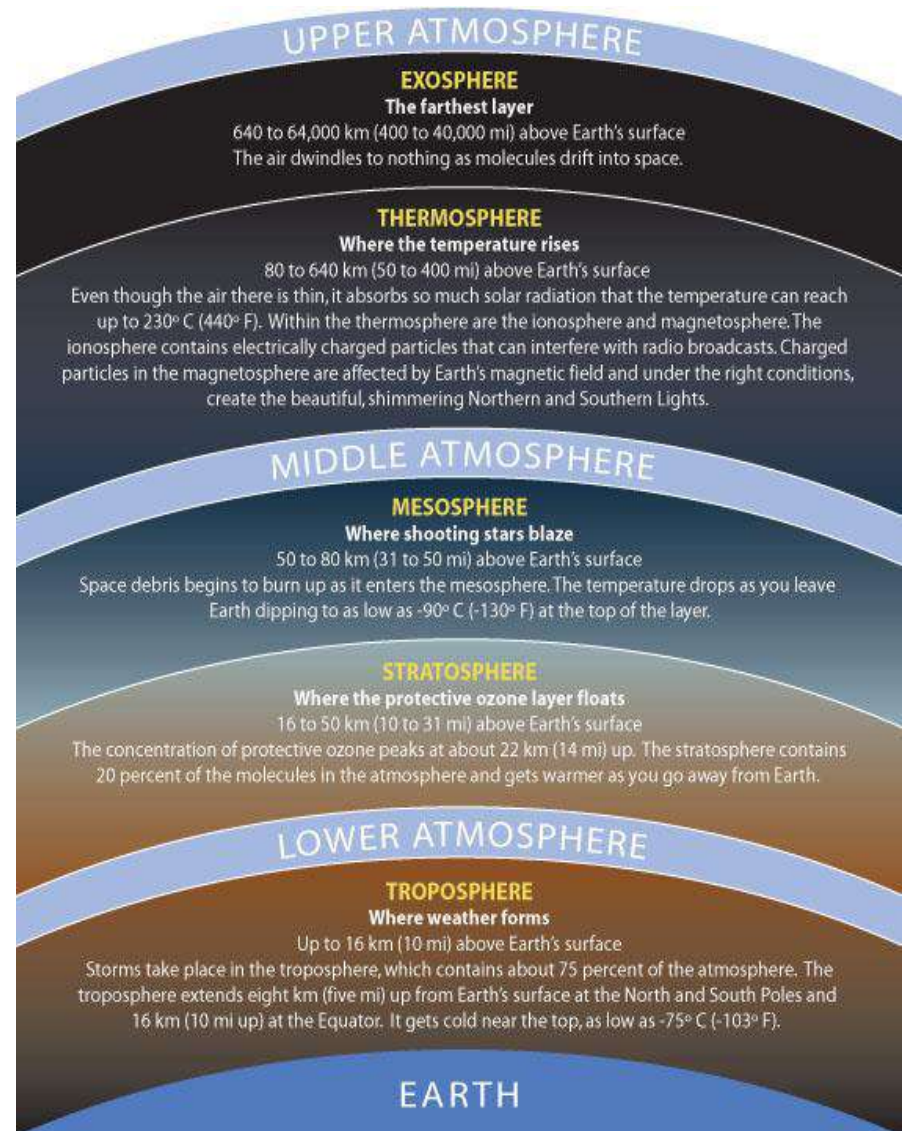 UPPER ATMOSPHERE
EXOSPHERE
The farthest layer
640 to 64,000 km (400 to 40,000 mi) above Earth's surface
The air dwindles to nothing as molecules drift into space.
THERMOSPHERE
Where the temperature rises
80 to 640 km (50 to 400 mi) above Earth's surface
Even though the air there is thin, it absorbs so much solar radiation that the temperature can reach
up to 230º C (440º F). Within the thermosphere are the ionosphere and magnetosphere. The
ionosphere contains electrically charged particles that can interfere with radio broadcasts. Charged
particles in the magnetosphere are affected by Earth's magnetic field and under the right conditions,
create the beautiful, shimmering Northern and Southern Lights.
MIDDLE ATMOSPHERE
MESOSPHERE
Where shooting stars blaze
50 to 80 km (31 to 50 mi) above Earth's surface
Space debris begins to burn up as it enters the mesosphere. The temperature drops as you leave
Earth dipping to as low as -90º C (-130º F) at the top of the layer.
STRATOSPHERE
Where the protective ozone layer floats
16 to 50 km (10 to 31 mi) above Earth's surface
The concentration of protective ozone peaks at about 22 km (14 mi) up. The stratosphere contains
20 percent of the molecules in the atmosphere and gets warmer as you go away from Earth.
LOWER ATMOSPHERE
TROPOSPHERE
Where weather forms
Up to 16 km (10 mi) above Earth's surface
Storms take place in the troposphere, which contains about 75 percent of the atmosphere. The
troposphere extends eight km (five mi) up from Earth's surface at the North and South Poles and
16 km (10 mi up) at the Equator. It gets cold near the top, as low as -75º C (-103º F).
EARTH